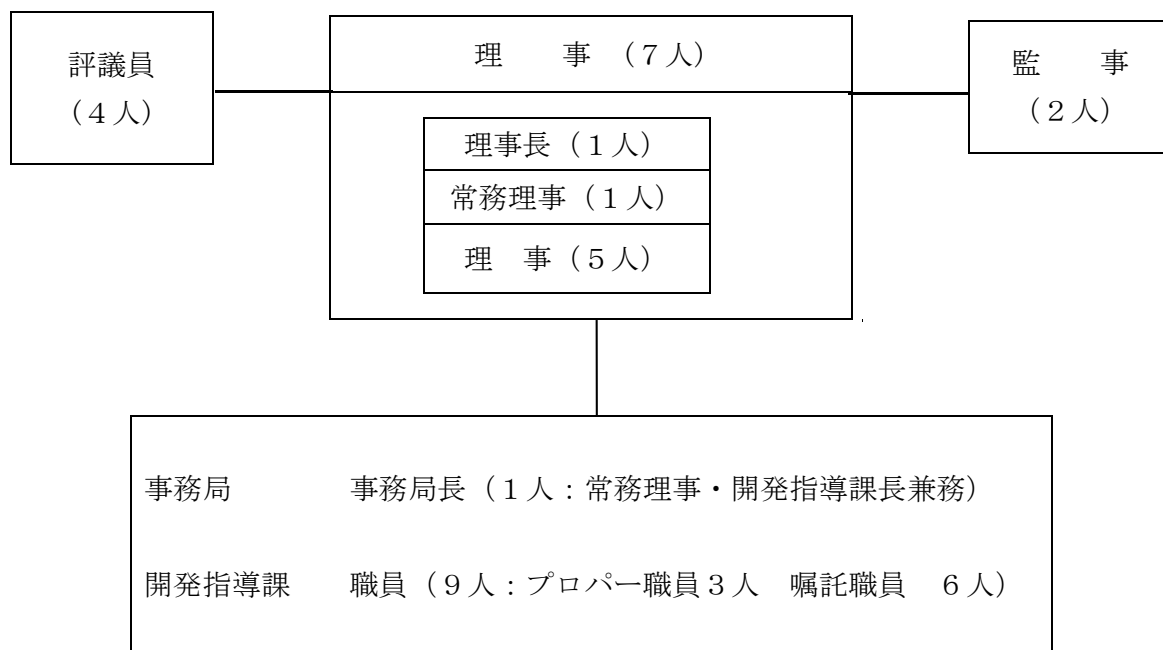 評議員
（４人）
理　　事　（７人）
監　　事
（２人）
理事長（１人）
常務理事（１人）
理　事（５人）
事務局　　　　事務局長（１人：常務理事・開発指導課長兼務）
開発指導課　　職員（９人：プロパー職員３人　嘱託職員　６人）